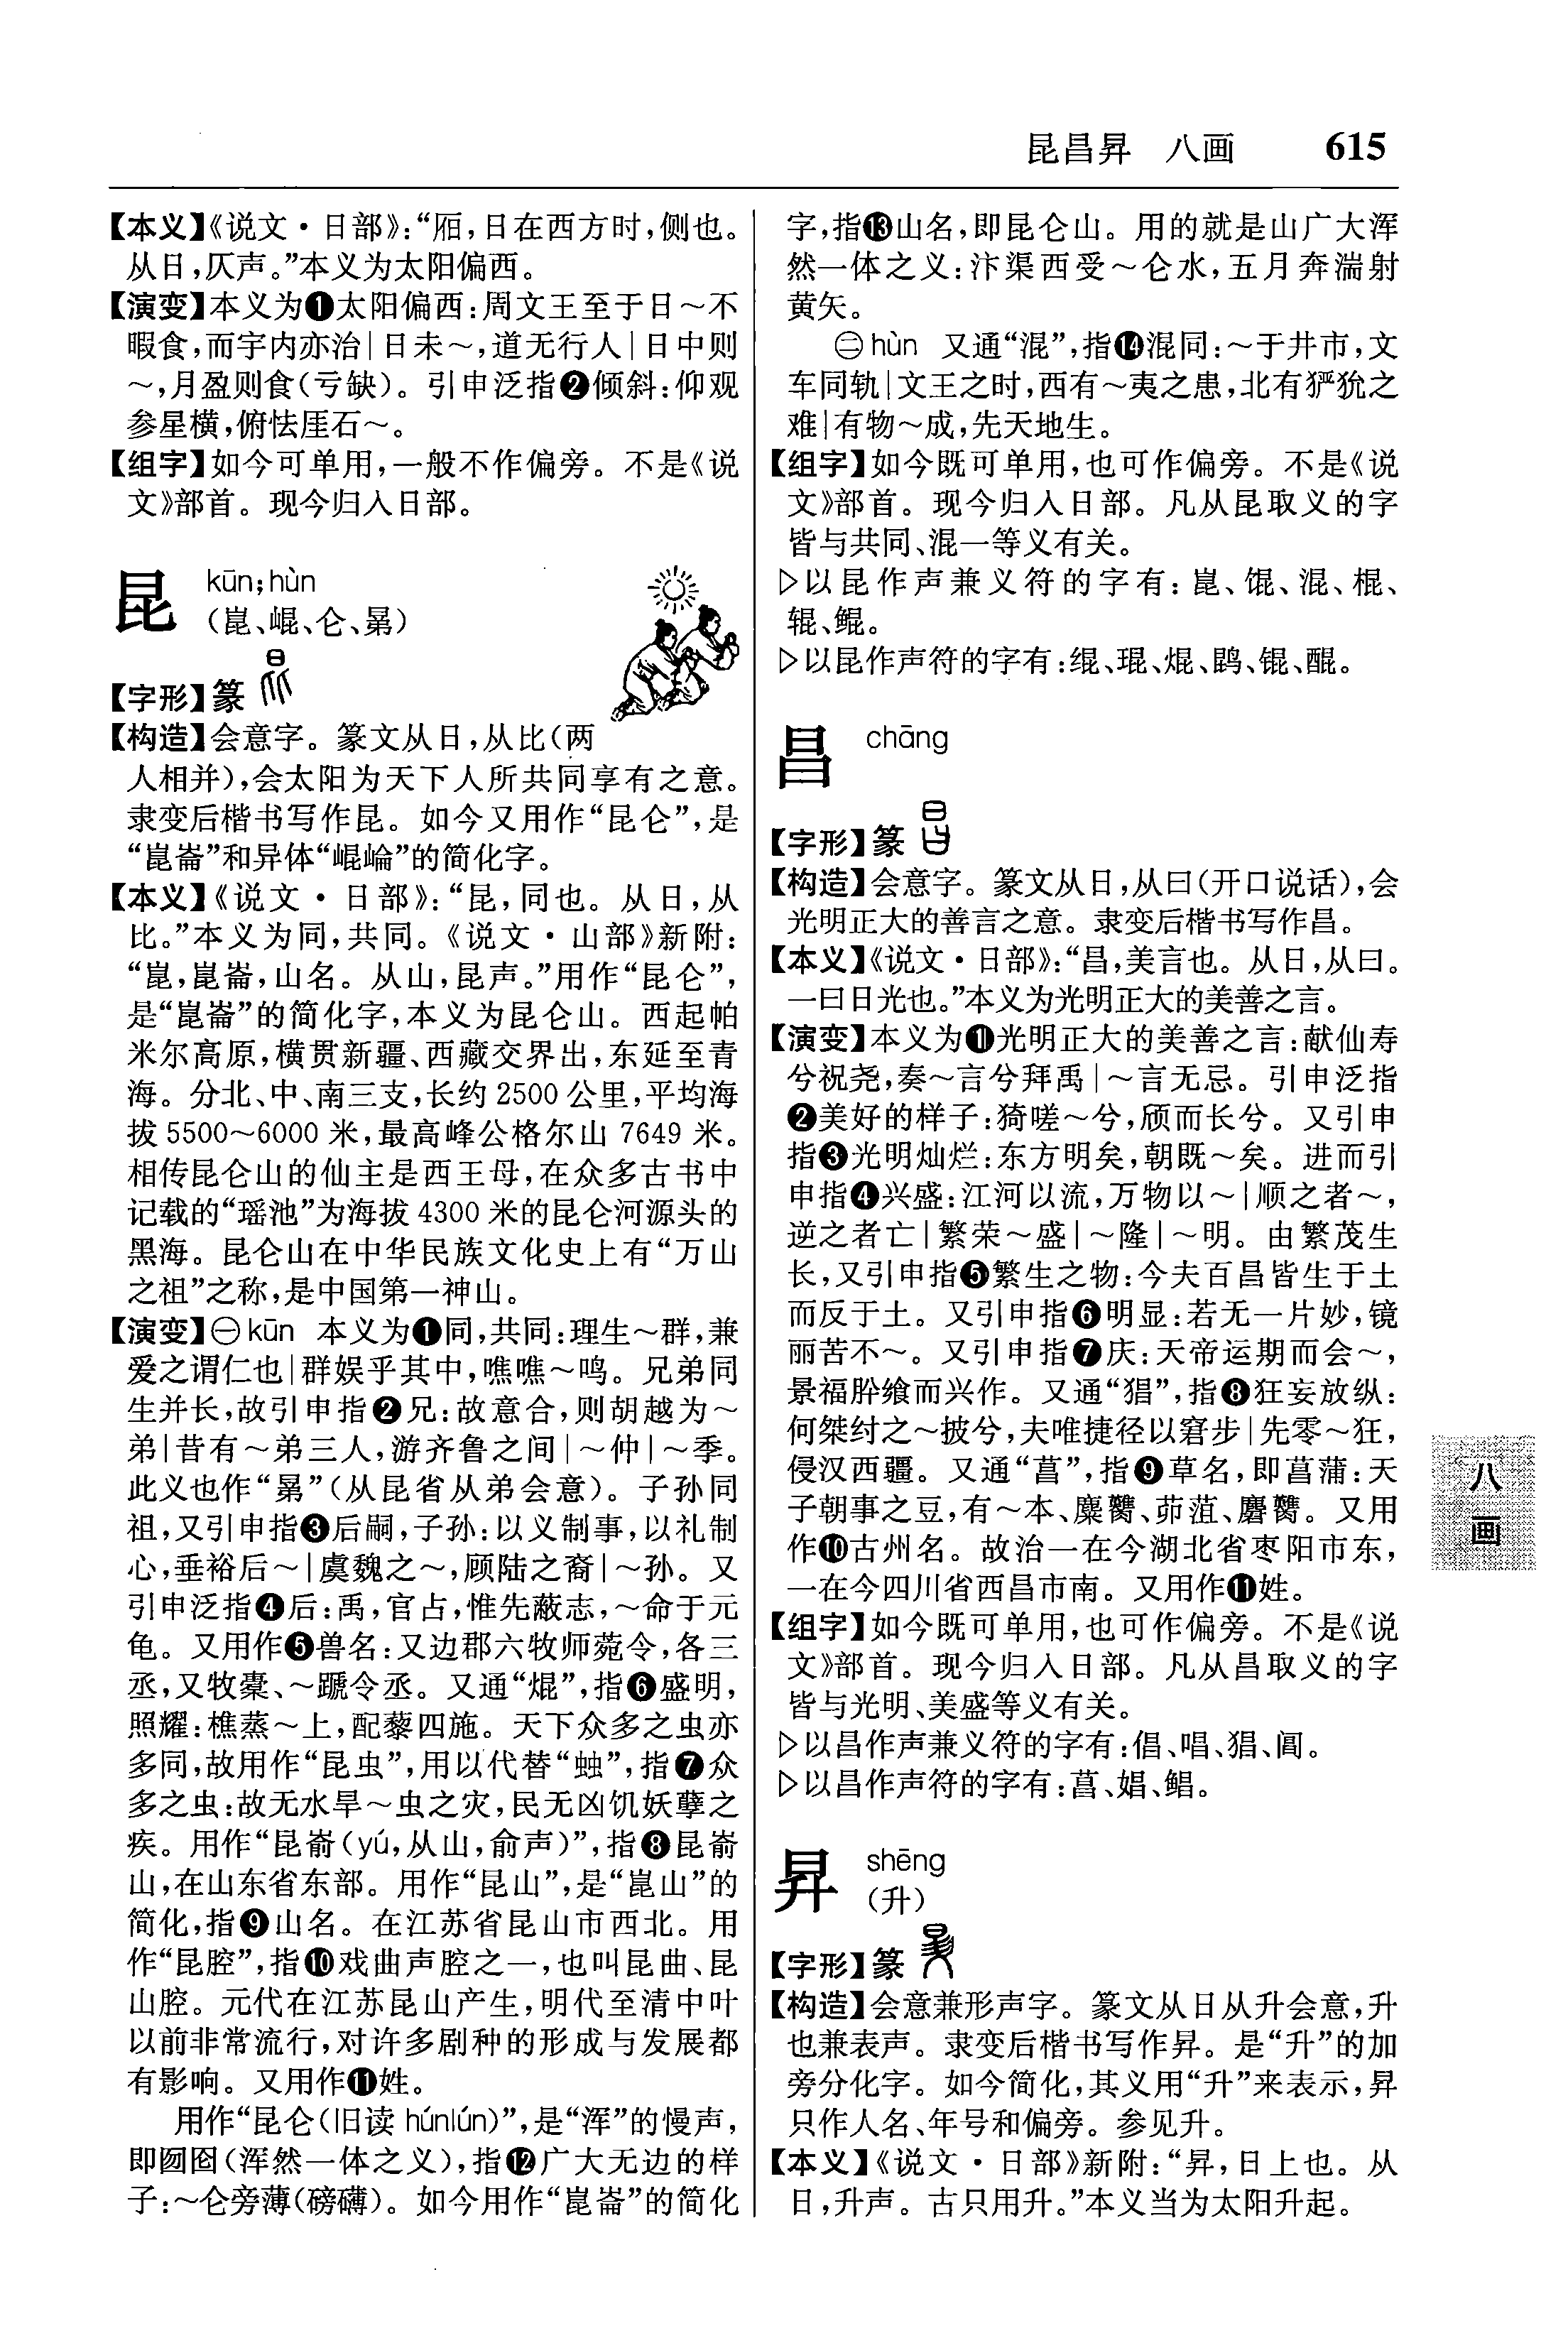 昆昌昇 八画 615
【本义】《说文·日部》：“厢，日在西方时，侧也。
从日，仄声。”本义为太阳偏西。
【演变】本义为❶太阳偏西：周文王至于日～不
暇食，而宇内亦治|日未～，道无行人|日中则
～，月盈则食（亏缺）。引申泛指❷倾斜：仰观
参星横，俯怯厓石～。
【组字】如今可单用，一般不作偏旁。不是《说
文》部首。现今归入日部。
昆 kūn；hùn
（崑、崐、仑、晜）
【字形】篆
【构造】会意字。篆文从日，从比（两
人相并），会太阳为天下人所共同享有之意。
隶变后楷书写作昆。如今又用作“昆仑”，是
“崑崙”和异体“崐崘”的简化字。
【本义】《说文·日部》：“昆，同也。从日，从
比。”本义为同，共同。《说文·山部》新附：
“崑，崑崙，山名。从山，昆声。”用作“昆仑”，
是“崑崙”的简化字，本义为昆仑山。西起帕
米尔高原，横贯新疆、西藏交界出，东延至青
海。分北、中、南三支，长约2500公里，平均海
拔5500～6000米，最高峰公格尔山7649米。
相传昆仑山的仙主是西王母，在众多古书中
记载的“瑶池”为海拔4300米的昆仑河源头的
黑海。昆仑山在中华民族文化史上有“万山
之祖”之称，是中国第一神山。
【演变】㊀kūn 本义为❶同，共同：理生～群，兼
爱之谓仁也|群娱乎其中，噍噍～鸣。兄弟同
生并长，故引申指❷兄：故意合，则胡越为～
弟|昔有～弟三人，游齐鲁之间|～仲|～季。
此义也作“晜”（从昆省从弟会意）。子孙同
祖，又引申指❸后嗣，子孙：以义制事，以礼制
心，垂裕后～|虞魏之～，顾陆之裔|～孙。又
引申泛指❹后：禹，官占，惟先蔽志，～命于元
龟。又用作❺兽名：又边郡六牧师菀令，各三
丞，又牧橐、～蹏令丞。又通“焜”，指❻盛明，
照耀：樵蒸～上，配藜四施。天下众多之虫亦
多同，故用作“昆虫”，用以代替“䖵”，指❼众
多之虫：故无水旱～虫之灾，民无凶饥妖孽之
疾。用作“昆嵛（yú，从山，俞声）”，指❽昆嵛
山，在山东省东部。用作“昆山”，是“崑山”的
简化，指❾山名。在江苏省昆山市西北。用
作“昆腔”，指❿戏曲声腔之一，也叫昆曲、昆
山腔。元代在江苏昆山产生，明代至清中叶
以前非常流行，对许多剧种的形成与发展都
有影响。又用作⓫姓。
用作“昆仑（旧读húnlún）”，是“浑”的慢声，
即囫囵（浑然一体之义），指⓬广大无边的样
子：～仑旁薄（磅礴）。如今用作“崑崙”的简化
字，指⓭山名，即昆仑山。用的就是山广大浑
然一体之义：汴渠西受～仑水，五月奔湍射
黄矢。
㊁hùn 又通“混”，指⓮混同：～于井市，文
车同轨|文王之时，西有～夷之患，北有猃狁之
难|有物～成，先天地生。
【组字】如今既可单用，也可作偏旁。不是《说
文》部首。现今归入日部。凡从昆取义的字
皆与共同、混一等义有关。
▷以昆作声兼义符的字有：崑、馄、混、棍、
辊、鲲。
▷以昆作声符的字有：绲、琨、焜、鹍、锟、醌。
昌 chāng
【字形】篆
【构造】会意字。篆文从日，从曰（开口说话），会
光明正大的善言之意。隶变后楷书写作昌。
【本义】《说文·日部》：“昌，美言也。从日，从曰。
一曰日光也。”本义为光明正大的美善之言。
【演变】本义为❶光明正大的美善之言：献仙寿
兮祝尧，奏～言兮拜禹|～言无忌。引申泛指
❷美好的样子：猗嗟～兮，颀而长兮。又引申
指❸光明灿烂：东方明矣，朝既～矣。进而引
申指❹兴盛：江河以流，万物以～|顺之者～，
逆之者亡|繁荣～盛|～隆|～明。由繁茂生
长，又引申指❺繁生之物：今夫百昌皆生于土
而反于土。又引申指❻明显：若无一片妙，镜
丽苦不～。又引申指❼庆：天帝运期而会～，
景福肸飨而兴作。又通“猖”，指❽狂妄放纵：
何桀纣之～披兮，夫唯捷径以窘步|先零～狂，
侵汉西疆。又通“菖”，指❾草名，即菖蒲：天
子朝事之豆，有～本、麋臡、茆菹、麏臡。又用
作❿古州名。故治一在今湖北省枣阳市东，
一在今四川省西昌市南。又用作⓫姓。
【组字】如今既可单用，也可作偏旁。不是《说
文》部首。现今归入日部。凡从昌取义的字
皆与光明、美盛等义有关。
▷以昌作声兼义符的字有：倡、唱、猖、阊。
▷以昌作声符的字有：菖、娼、鲳。
昇 shēng
（升）
【字形】篆
【构造】会意兼形声字。篆文从日从升会意，升
也兼表声。隶变后楷书写作昇。是“升”的加
旁分化字。如今简化，其义用“升”来表示，昇
只作人名、年号和偏旁。参见升。
【本义】《说文·日部》新附：“昇，日上也。从
日，升声。古只用升。”本义当为太阳升起。
八
画